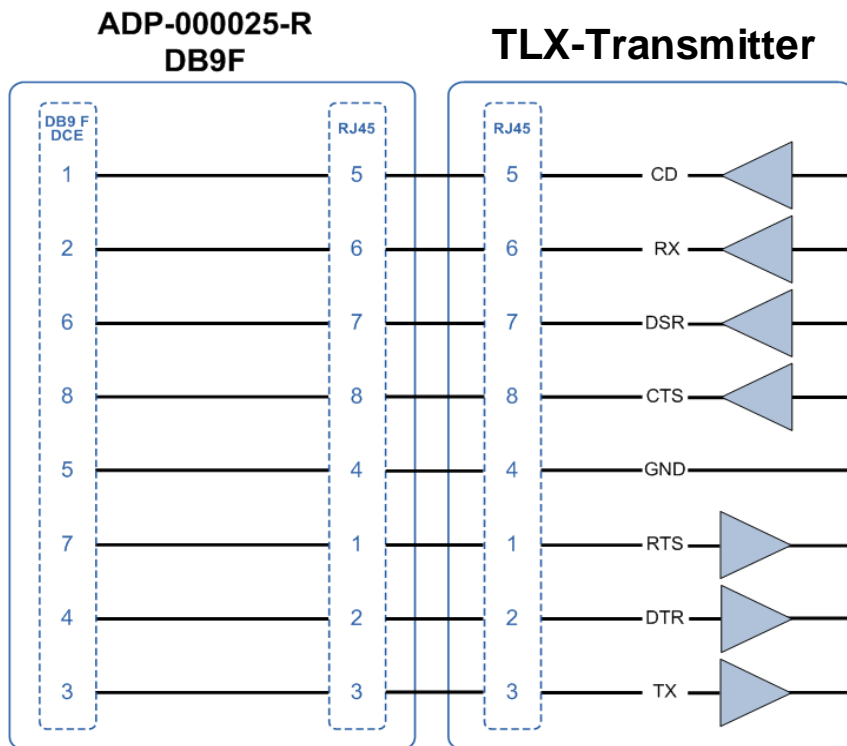 ADP-000025-R
DB9F
TLX-Transmitter
DB9 F
DCE
RJ45
RJ45
1 5 5 CD
2 6 6 RX
6 7 7 DSR
8 8 8 CTS
5 4 4 GND
7 1 1 RTS
4 2 2 DTR
3 3 3 TX